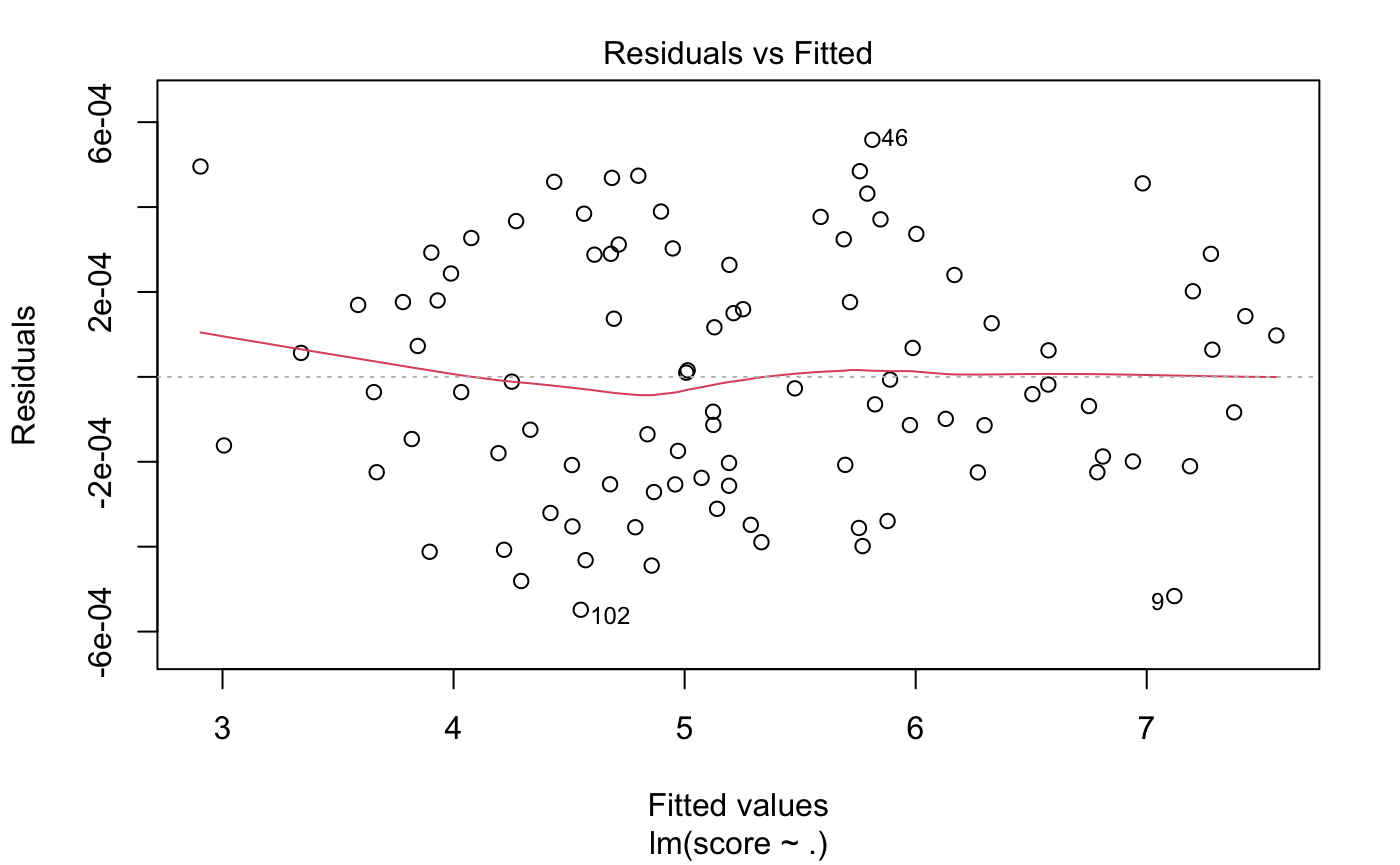 Residuals vs Fitted
Residuals
6e-04
2e-04
-2e-04
-6e-04
46
102
9
3 4 5 6 7
Fitted values
lm(score ~ .)